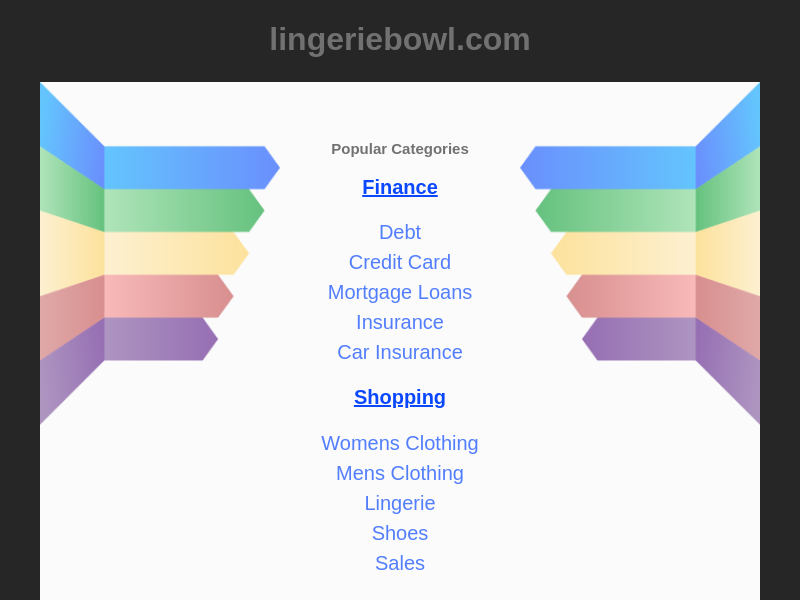 lingeriebowl.com
Popular Categories
Finance
Debt
Credit Card
Mortgage Loans
Insurance
Car Insurance
Shopping
Womens Clothing
Mens Clothing
Lingerie
Shoes
Sales